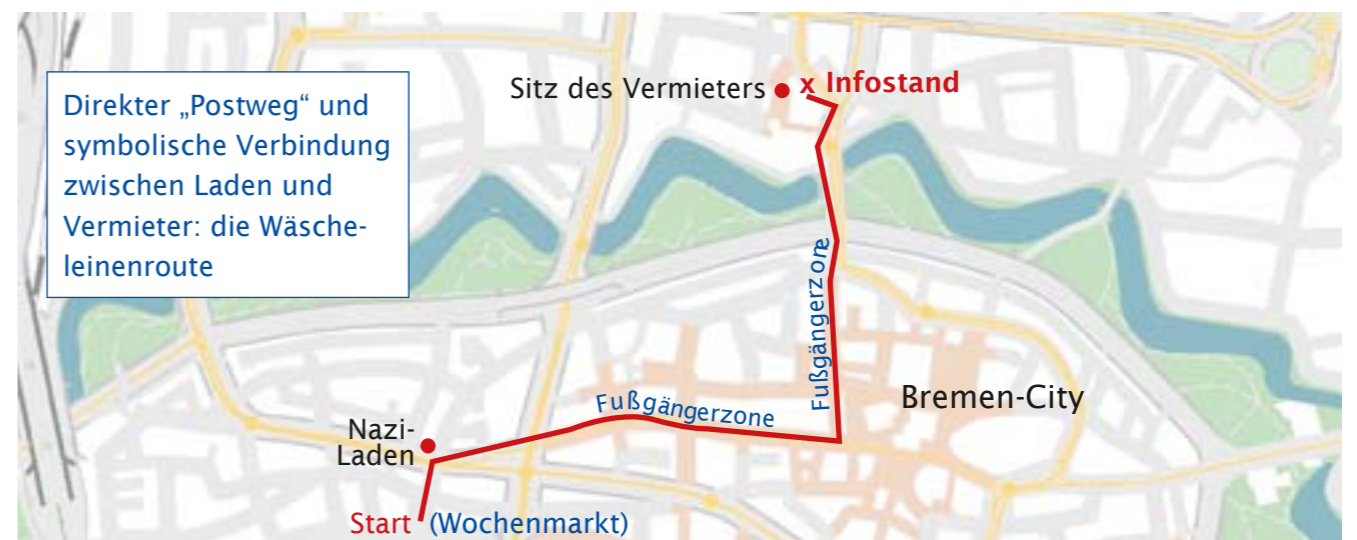 Direkter „Postweg“ und
symbolische Verbindung
zwischen Laden und
Vermieter: die Wäsche-
leinenroute
Sitz des Vermieters
x Infostand
Fußgängerzone
Bremen-City
Fußgängerzone
Nazi-
Laden
Start (Wochenmarkt)